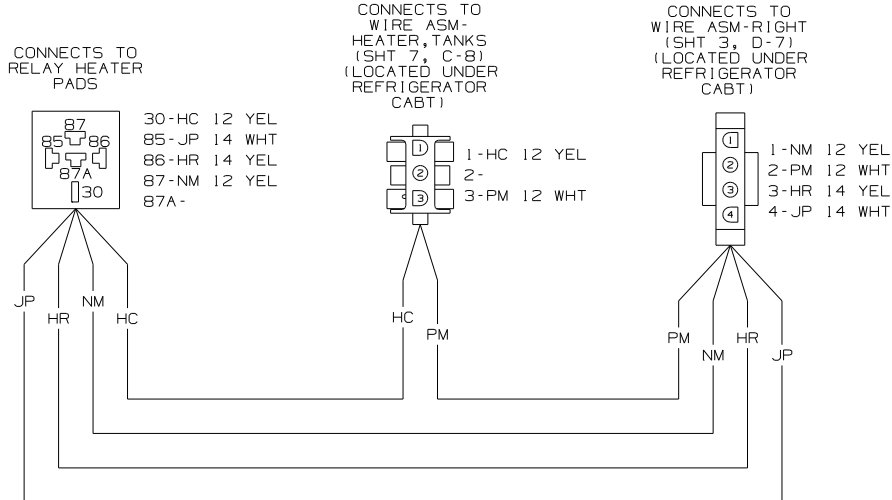 CONNECTS TO
RELAY HEATER
PADS
87
85
86
87A
30
30-HC 12 YEL
85-JP 14 WHT
86-HR 14 YEL
87-NM 12 YEL
87A-
CONNECTS TO
WIRE ASM-
HEATER,TANKS
(SHT 7, C-8)
(LOCATED UNDER
REFRIGERATOR
CABT)
1
2
3
1-HC 12 YEL
2-
3-PM 12 WHT
CONNECTS TO
WIRE ASM-RIGHT
(SHT 3, D-7)
(LOCATED UNDER
REFRIGERATOR
CABT)
1
2
3
4
1-NM 12 YEL
2-PM 12 WHT
3-HR 14 YEL
4-JP 14 WHT
JP
HR
NM
HC
HC
PM
PM
NM
HR
JP